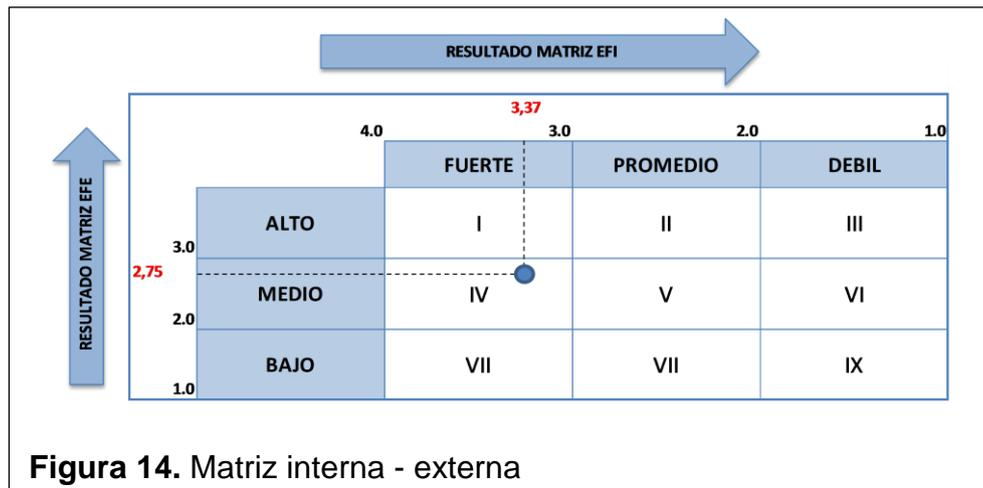 RESULTADO MATRIZ EFI
3,37
4.0 3.0 2.0 1.0
FUERTE PROMEDIO DEBIL
RESULTADO MATRIZ EFE
ALTO I II III
3.0
2,75
MEDIO IV V VI
2.0
BAJO VII VII IX
1.0
Figura 14. Matriz interna - externa